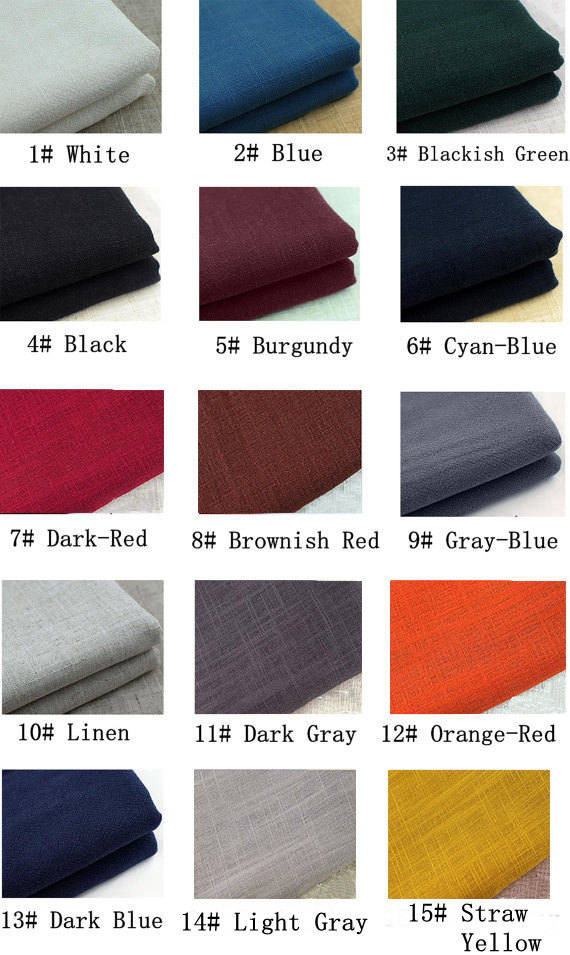 1# White
2# Blue
3# Blackish Green
4# Black
5# Burgundy
6# Cyan-Blue
7# Dark-Red
8# Brownish Red
9# Gray-Blue
10# Linen
11# Dark Gray
12# Orange-Red
13# Dark Blue
14# Light Gray
15# Straw
Yellow